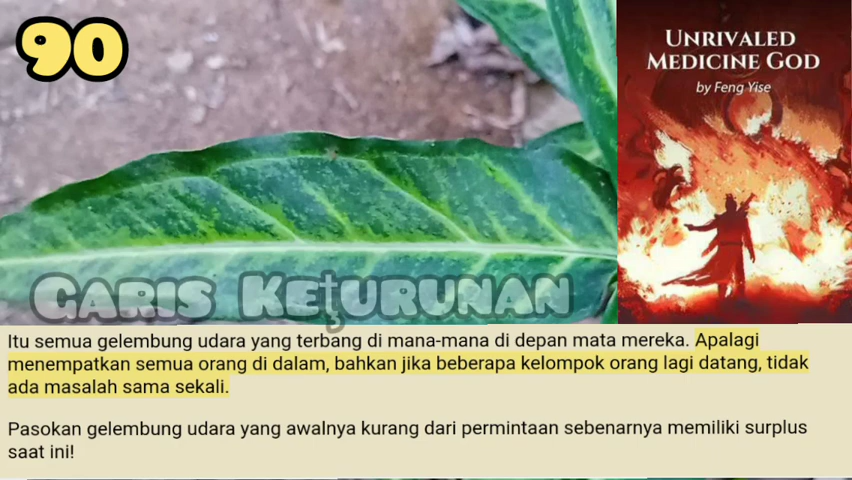 90
UNRIVALED
MEDICINE GOD
by Feng Yise
GARIS KEţURUNAN
Itu semua gelembung udara yang terbang di mana-mana di depan mata mereka. Apalagi
menempatkan semua orang di dalam, bahkan jika beberapa kelompok orang lagi datang, tidak
ada masalah sama sekali.
Pasokan gelembung udara yang awalnya kurang dari permintaan sebenarnya memiliki surplus
saat ini!